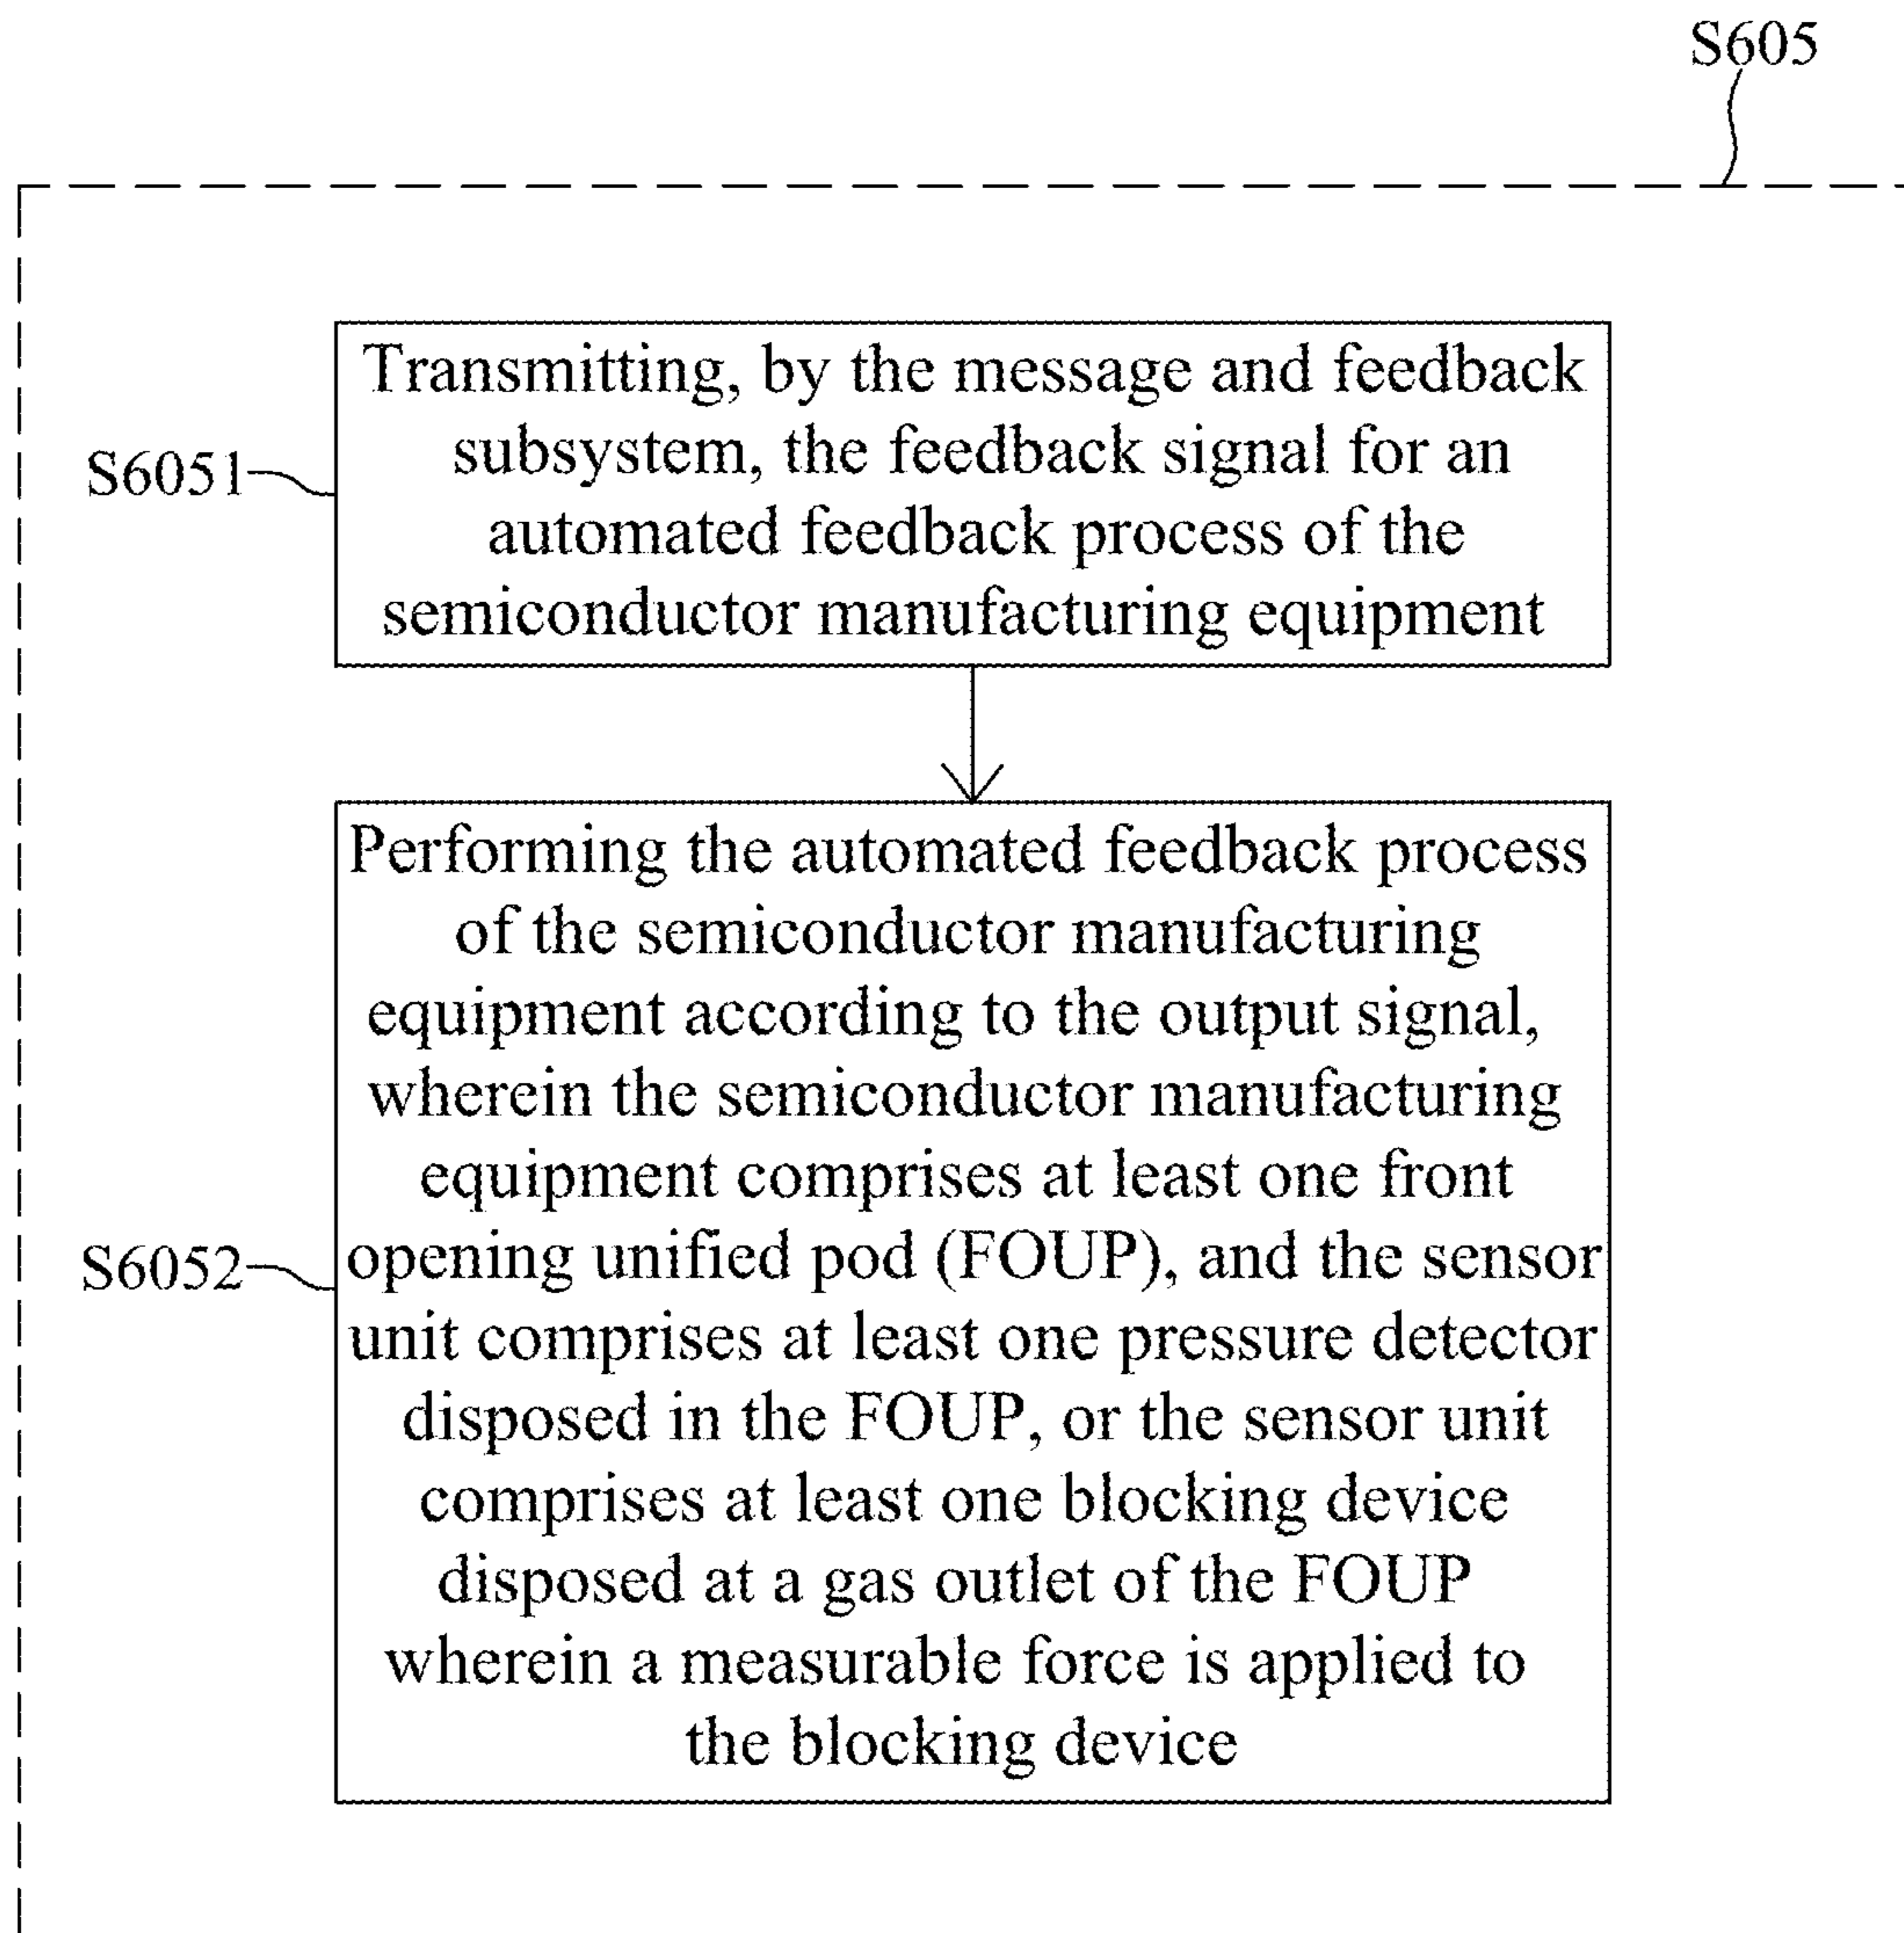 S605
Transmitting, by the message and feedback
subsystem, the feedback signal for an
automated feedback process of the
semiconductor manufacturing equipment
S6051
Performing the automated feedback process
of the semiconductor manufacturing
equipment according to the output signal,
wherein the semiconductor manufacturing
equipment comprises at least one front
opening unified pod (FOUP), and the sensor
unit comprises at least one pressure detector
disposed in the FOUP, or the sensor unit
comprises at least one blocking device
disposed at a gas outlet of the FOUP
wherein a measurable force is applied to
the blocking device
S6052